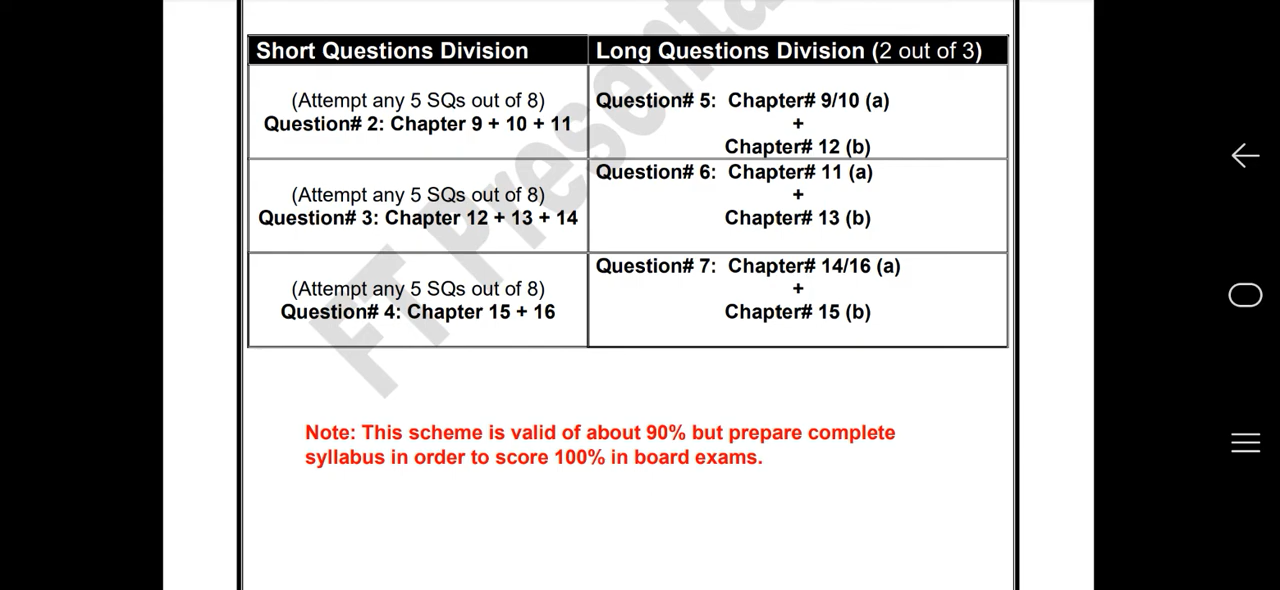 Short Questions Division
Long Questions Division (2 out of 3)
(Attempt any 5 SQs out of 8)
Question# 2: Chapter 9 + 10 + 11
Question# 5: Chapter# 9/10 (a)
+
Chapter# 12 (b)
(Attempt any 5 SQs out of 8)
Question# 3: Chapter 12 + 13 + 14
Question# 6: Chapter# 11 (a)
+
Chapter# 13 (b)
(Attempt any 5 SQs out of 8)
Question# 4: Chapter 15 + 16
Question# 7: Chapter# 14/16 (a)
+
Chapter# 15 (b)
Note: This scheme is valid of about 90% but prepare complete
syllabus in order to score 100% in board exams.
FT Presenta